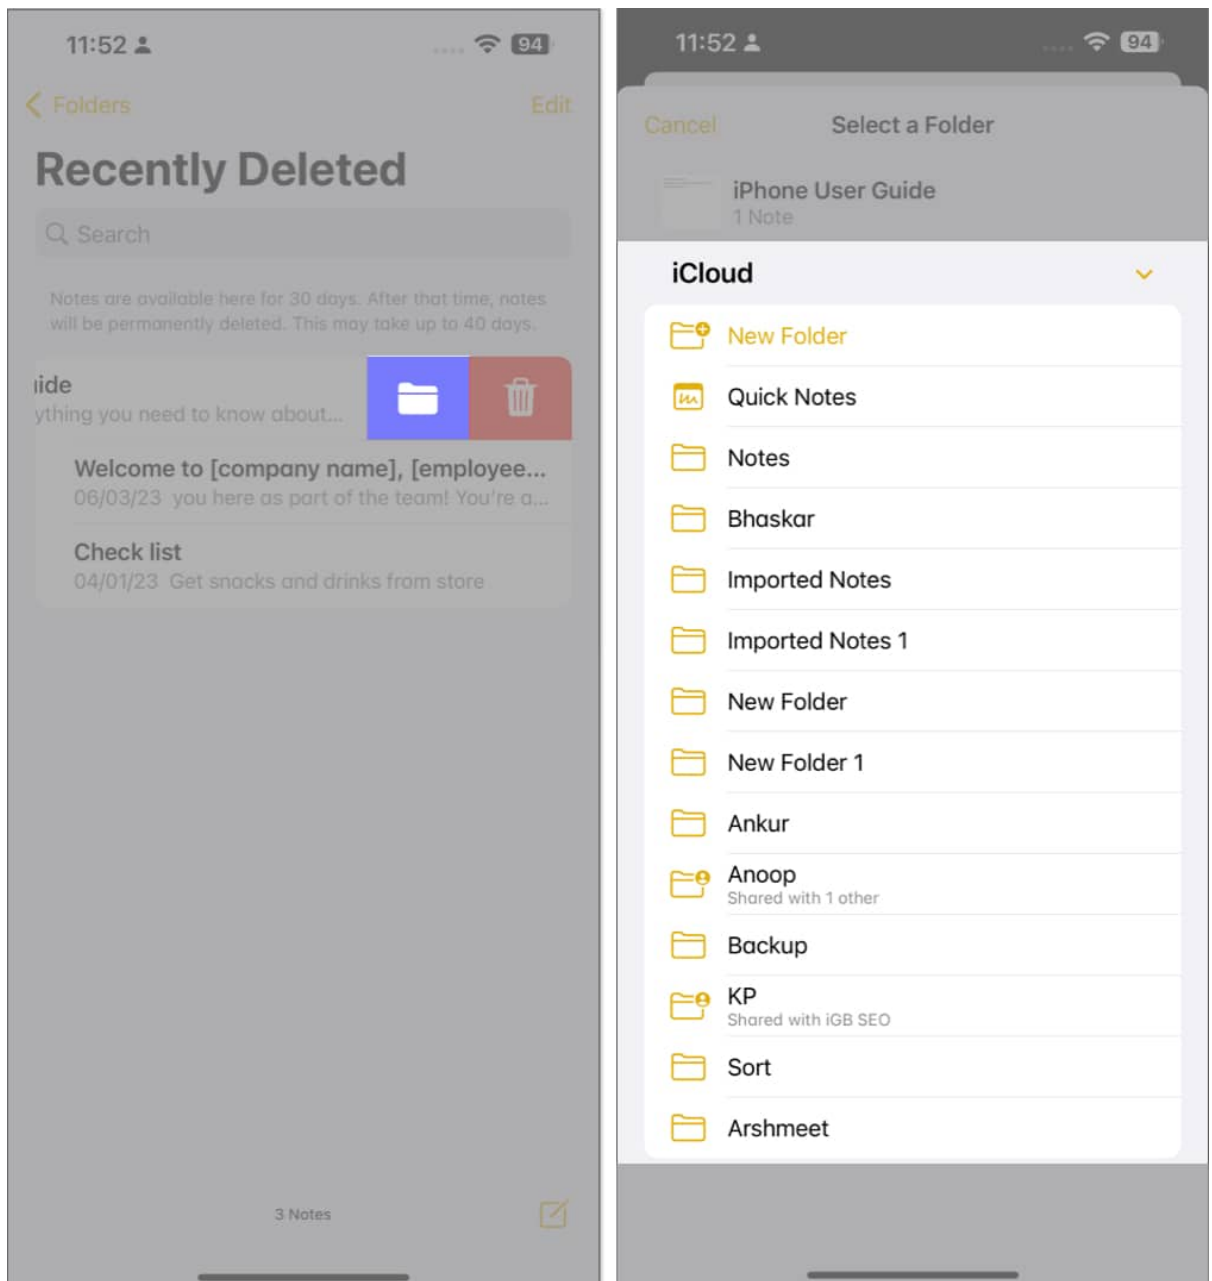 11:52
94
Folders
Edit
Recently Deleted
Search
Notes are available here for 30 days. After that time, notes
will be permanently deleted. This may take up to 40 days.
uide
ything you need to know about...
Welcome to [company name], [employee...
06/03/23 you here as part of the team! You're a...
Check list
04/01/23 Get snacks and drinks from store
3 Notes
11:52
94
Cancel
Select a Folder
iPhone User Guide
1 Note
iCloud
New Folder
Quick Notes
Notes
Bhaskar
Imported Notes
Imported Notes 1
New Folder
New Folder 1
Ankur
Anoop
Shared with 1 other
Backup
KP
Shared with iGB SEO
Sort
Arshmeet